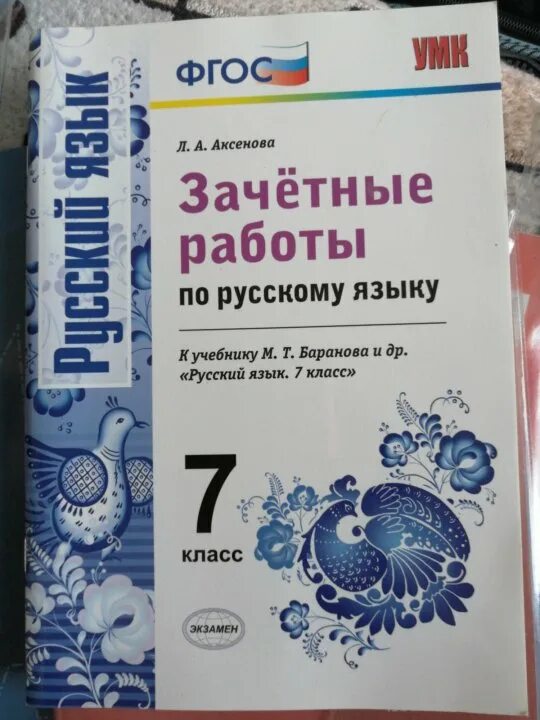 Русский язык
ФГОС
УМК
Л. А. Аксенова
Зачётные
работы
по русскому языку
К учебнику М. Т. Баранова и др.
«Русский язык. 7 класс»
7
класс
ЭКЗАМЕН